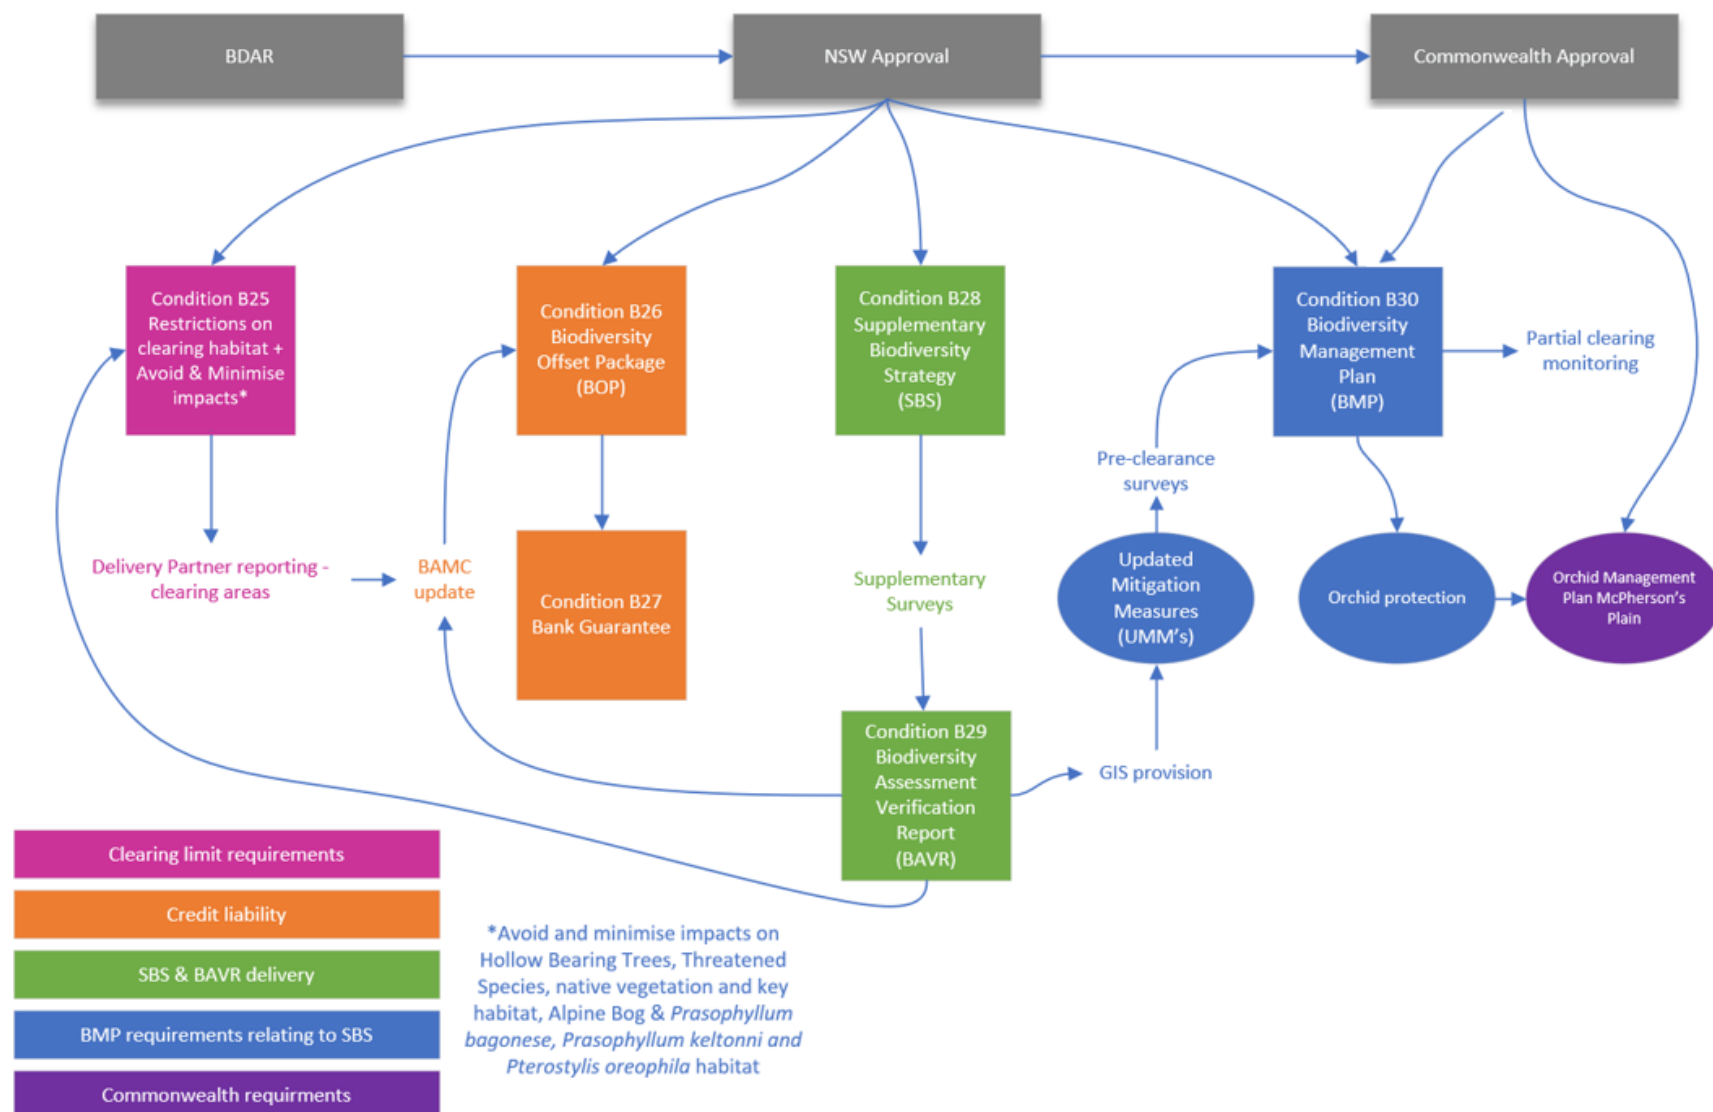 BDAR
NSW Approval
Commonwealth Approval
Condition B25
Restrictions on
clearing habitat +
Avoid & Minimise
impacts*
Condition B26
Biodiversity
Offset Package
(BOP)
Condition B28
Supplementary
Biodiversity
Strategy
(SBS)
Condition B30
Biodiversity
Management
Plan
(BMP)
Partial clearing
monitoring
Pre-clearance
surveys
Delivery Partner reporting -
clearing areas
BAMC
update
Condition B27
Bank Guarantee
Supplementary
Surveys
Updated
Mitigation
Measures
(UMM's)
Orchid protection
Orchid Management
Plan McPherson's
Plain
Condition B29
Biodiversity
Assessment
Verification
Report
(BAVR)
GIS provision
Clearing limit requirements
Credit liability
SBS & BAVR delivery
BMP requirements relating to SBS
Commonwealth requirments
*Avoid and minimise impacts on
Hollow Bearing Trees, Threatened
Species, native vegetation and key
habitat, Alpine Bog & Prasophyllum
bagonese, Prasophyllum keltonni and
Pterostylis oreophila habitat